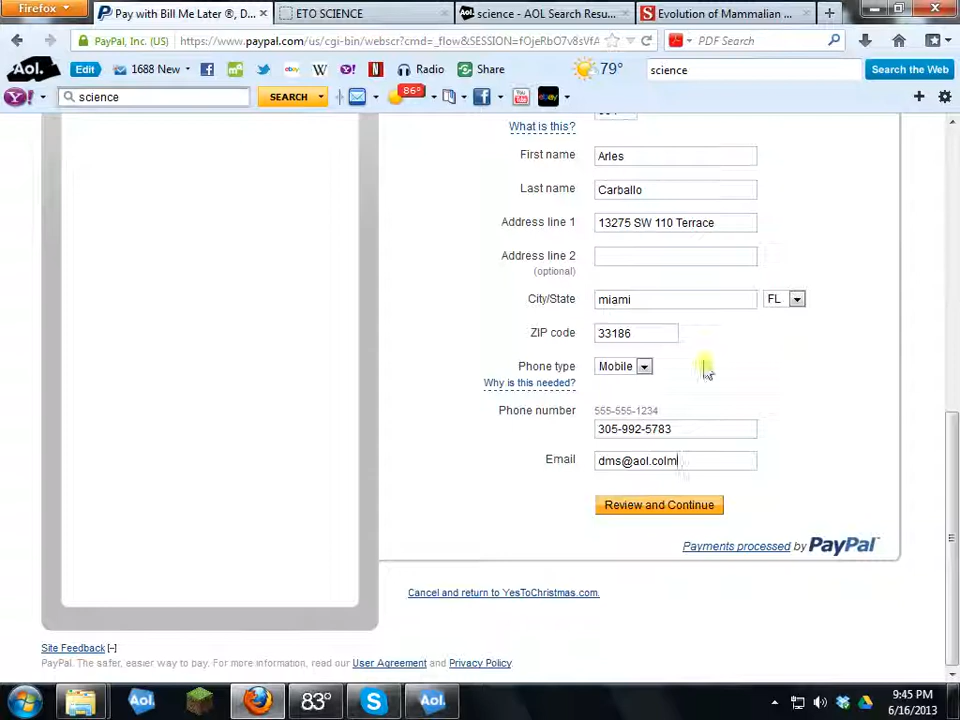 Firefox
Pay with Bill Me Later ®, D...
ETO SCIENCE
science - AOL Search Resu...
Evolution of Mammalian ...
PayPal, Inc. (US)
https://www.paypal.com/us/cgi-bin/webscr?cmd=_flow&SESSION=fOjeRbO7v8sVfA
PDF Search
Aol.
Edit
1688 New
Radio
Share
79°
science
Search the Web
science
SEARCH
86°
What is this?
First name Arles
Last name Carballo
Address line 1 13275 SW 110 Terrace
Address line 2
(optional)
City/State miami FL
ZIP code 33186
Phone type Mobile
Why is this needed?
Phone number 555-555-1234
305-992-5783
Email dms@aol.colm
Review and Continue
Payments processed by PayPal
Cancel and return to YesToChristmas.com.
Site Feedback [-]
PayPal. The safer, easier way to pay. For more information, read our User Agreement and Privacy Policy.
Aol.
83°
Aol.
9:45 PM
6/16/2013